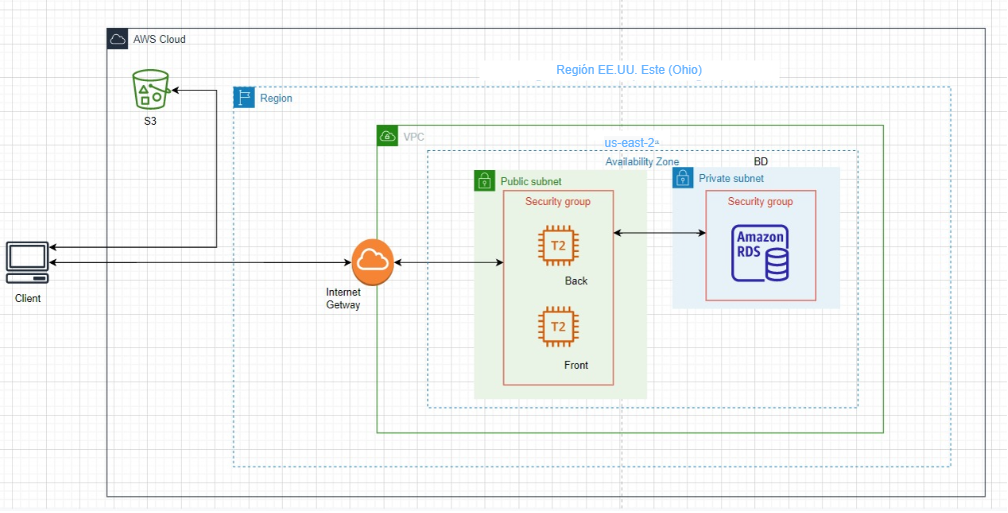 AWS Cloud
S3
Región EE.UU. Este (Ohio)
Region
VPC
us-east-2a
Availability Zone
BD
Public subnet
Private subnet
Security group
Security group
T2
Back
Amazon
RDS
T2
Front
Client
Internet
Getway